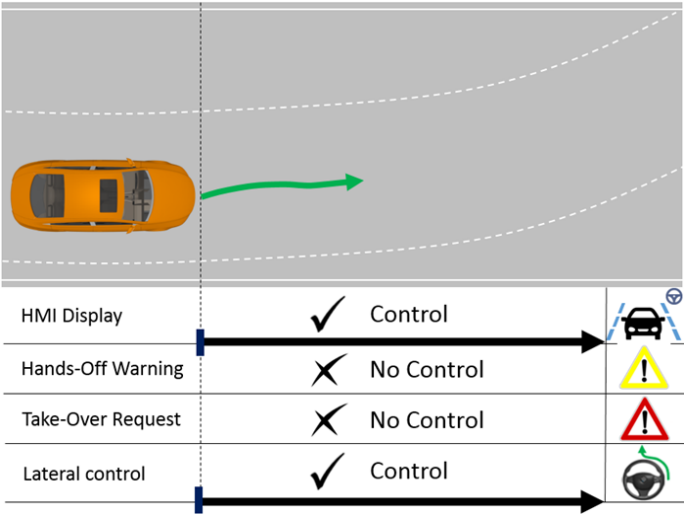 HMI Display Control
Hands-Off Warning No Control
Take-Over Request No Control
Lateral control Control